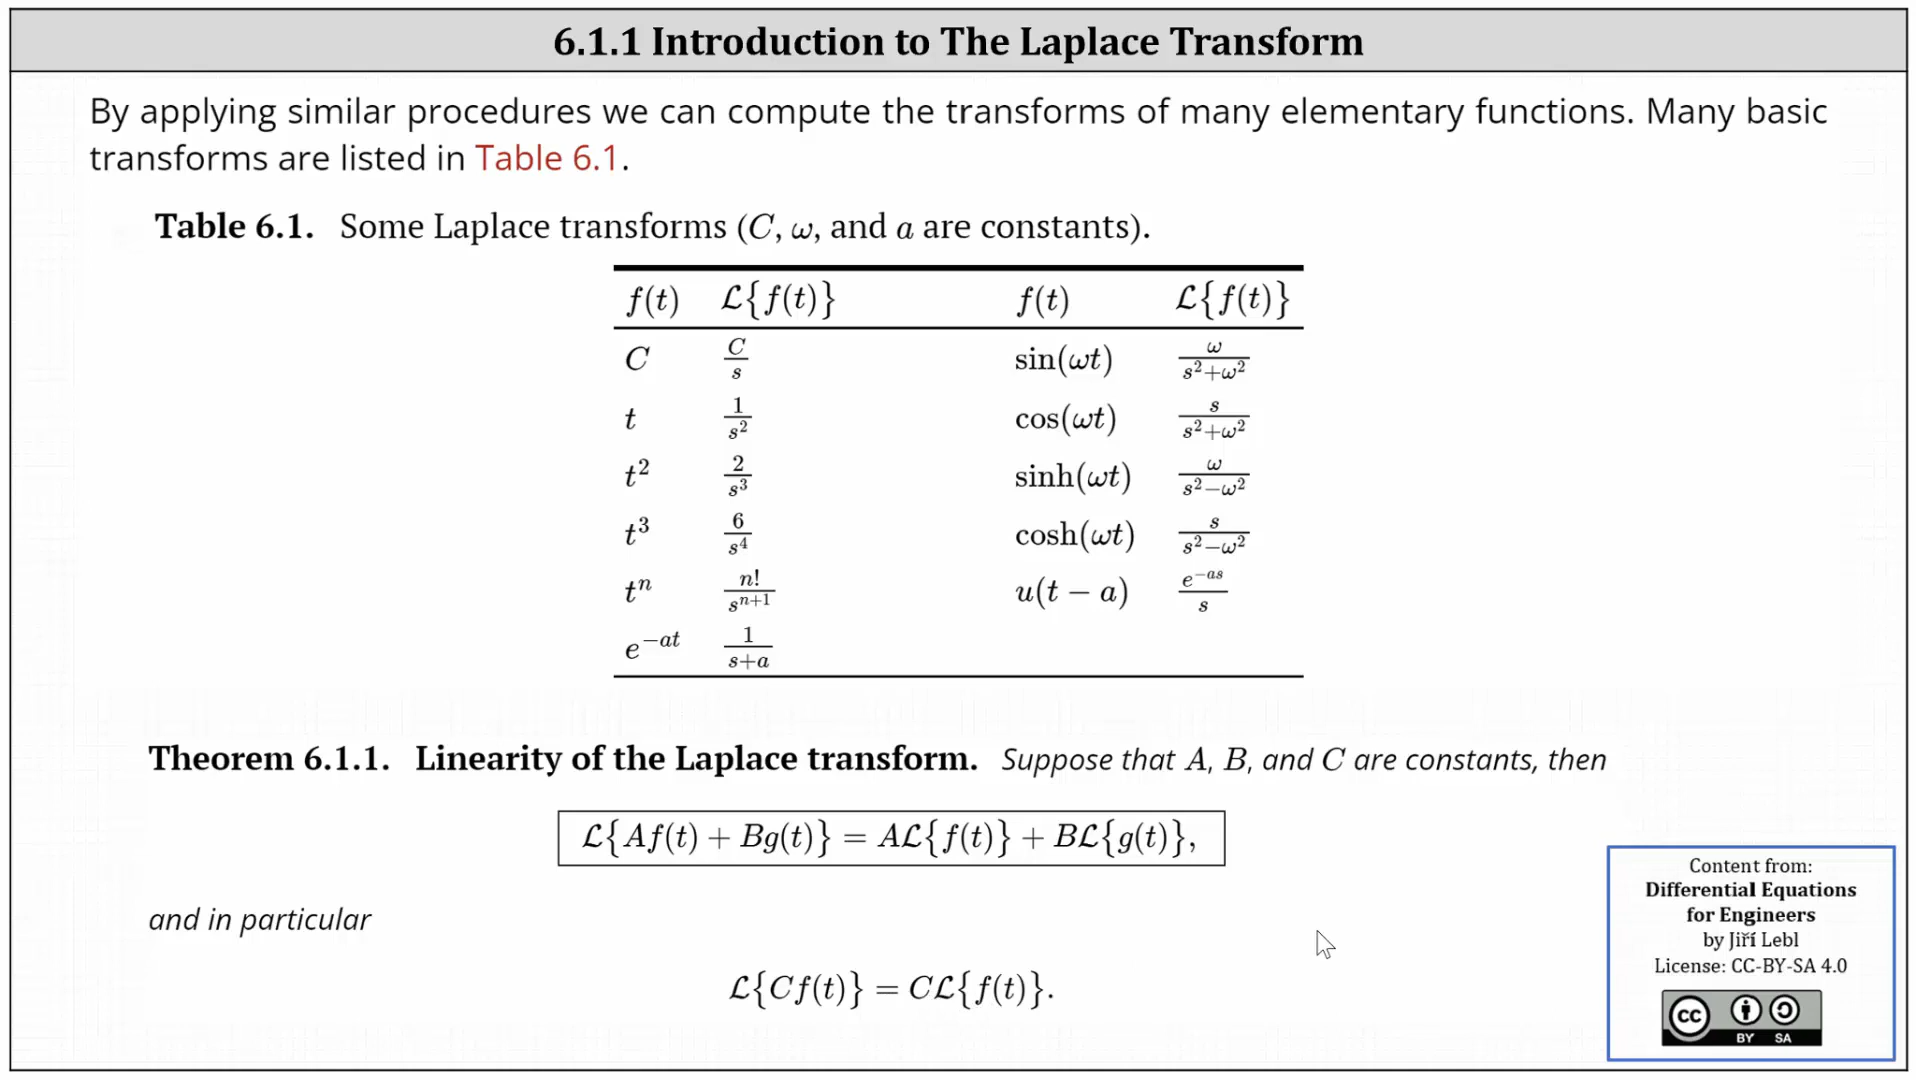 6.1.1 Introduction to The Laplace Transform
By applying similar procedures we can compute the transforms of many elementary functions. Many basic
transforms are listed in Table 6.1.
Table 6.1. Some Laplace transforms (C, ω, and a are constants).
f(t) ℒ{f(t)} f(t) ℒ{f(t)}
C C/s sin(ωt) ω/(s²+ω²)
t 1/s² cos(ωt) s/(s²+ω²)
t² 2/s³ sinh(ωt) ω/(s²−ω²)
t³ 6/s⁴ cosh(ωt) s/(s²−ω²)
tⁿ n!/sⁿ⁺¹ u(t − a) e^(−as)/s
e^(−at) 1/(s+a)
Theorem 6.1.1. Linearity of the Laplace transform. Suppose that A, B, and C are constants, then
ℒ{Af(t) + Bg(t)} = Aℒ{f(t)} + Bℒ{g(t)},
and in particular
ℒ{Cf(t)} = Cℒ{f(t)}.
Content from:
Differential Equations
for Engineers
by Jiří Lebl
License: CC-BY-SA 4.0
cc
BY SA